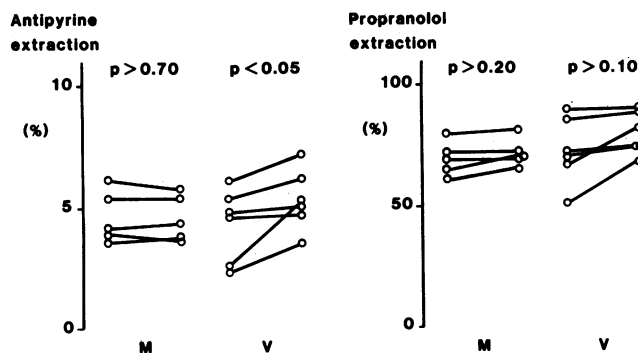 Antipyrine
extraction
p>0.70
p<0.05
10
(%)
5
0
M
V
Propranolol
extraction
p>0.20
p>0.10
100
(%)
50
0
M
V